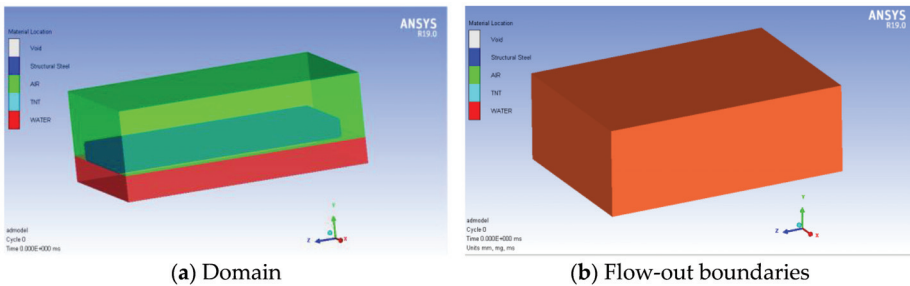 ANSYS
R19.0
Material Location
Void
Structural Steel
AIR
TNT
WATER
admodel
Cycle 0
Time 0.000E+000 ms
Y
Z
X
(a) Domain
ANSYS
R19.0
Material Location
Void
Structural Steel
AIR
TNT
WATER
admodel
Cycle 0
Time 0.000E+000 ms
Units mm, mg, ms
Y
Z
X
(b) Flow-out boundaries